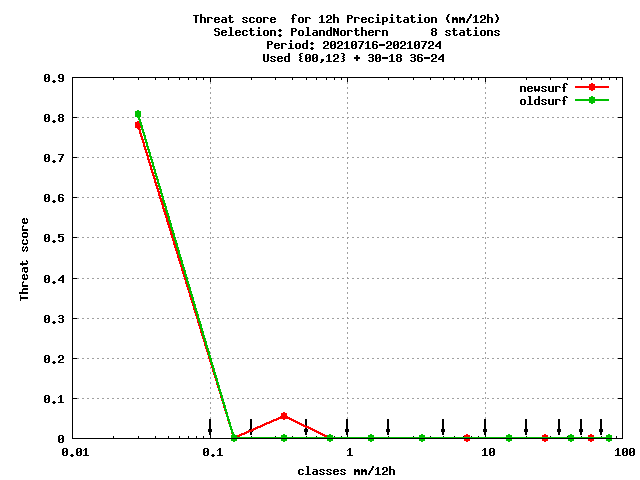 Threat score  for 12h Precipitation (mm/12h)
Selection: PolandNorthern      8 stations
Period: 20210716-20210724
Used {00,12} + 30-18 36-24
newsurf
oldsurf
0.9
0.8
0.7
0.6
0.5
0.4
0.3
0.2
0.1
0
Threat score
0.01 0.1 1 10 100
classes mm/12h